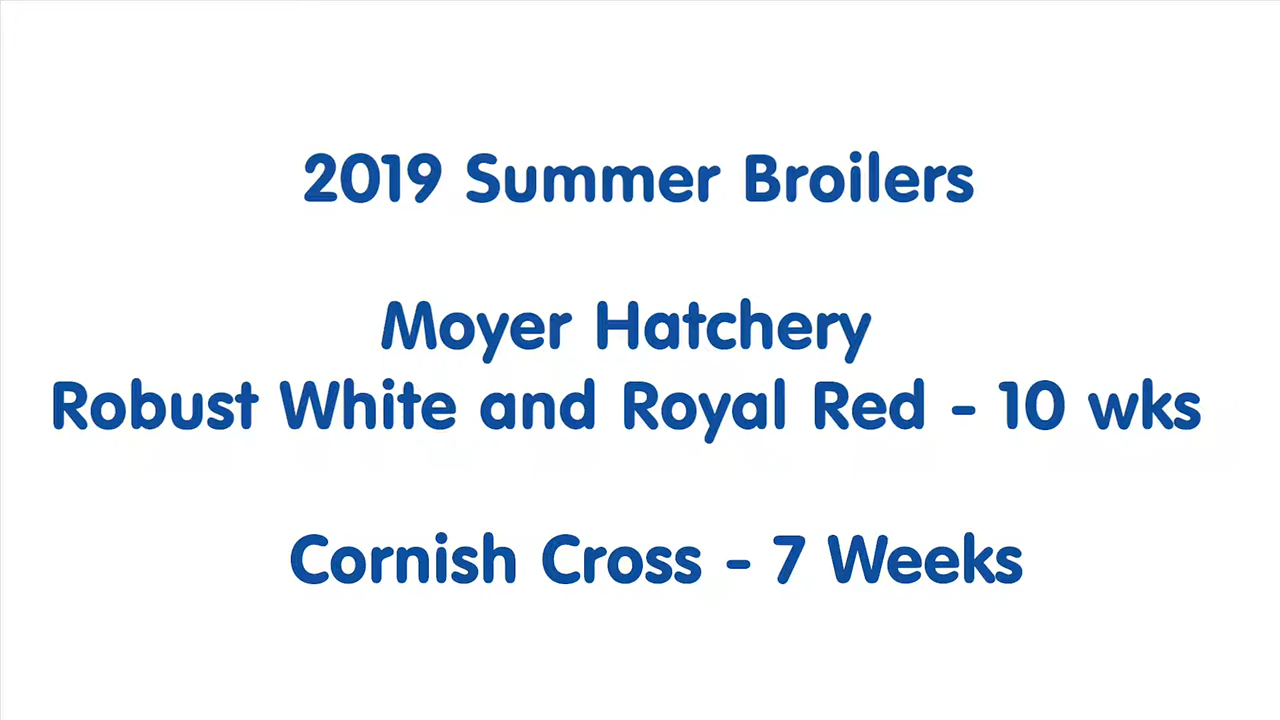 2019 Summer Broilers
Moyer Hatchery
Robust White and Royal Red - 10 wks
Cornish Cross - 7 Weeks